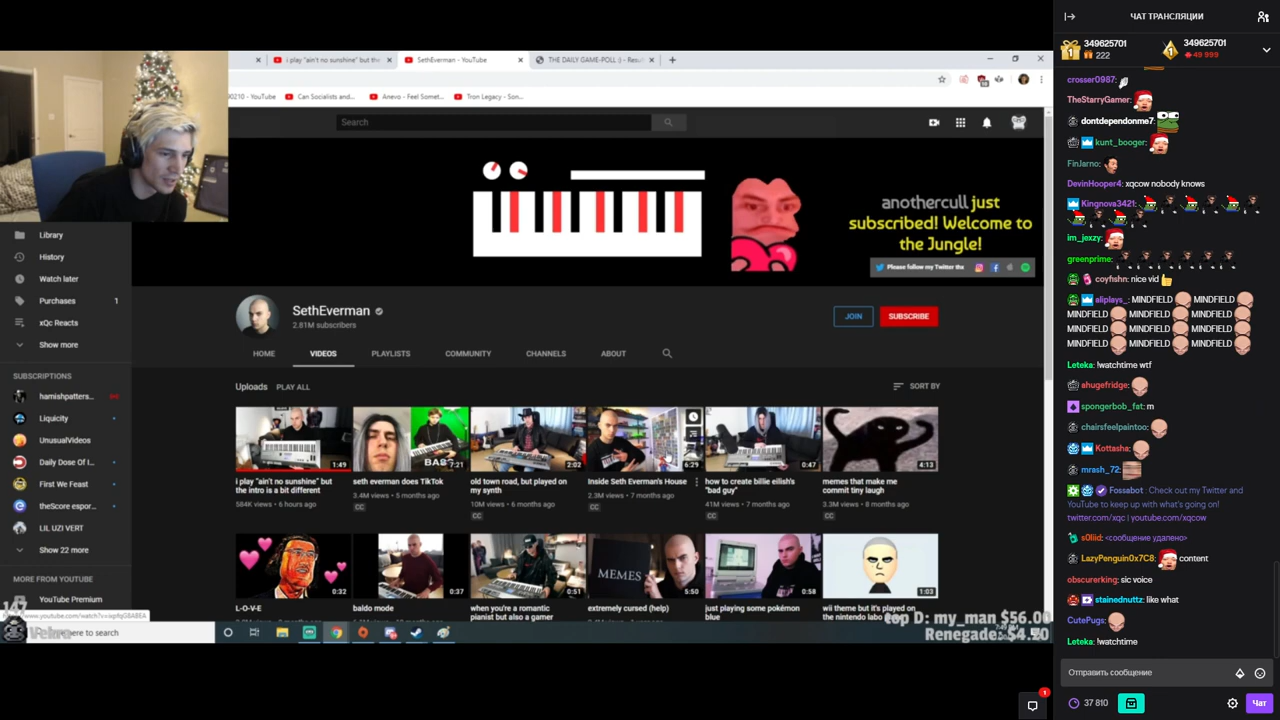 i play "ain't no sunshine" but the
SethEverman - YouTube
THE DAILY GAME-POLL :) - Resu
- YouTube
Can Socialists and...
Anevo - Feel Somet...
Tron Legacy - Son...
Search
anothercull just
subscribed! Welcome to
the Jungle!
Please follow my Twitter tha
Library
History
Watch later
Purchases 1
xQc Reacts
Show more
SUBSCRIPTIONS
hamishpatters...
Liquicity
UnusualVideos
Daily Dose Of I...
First We Feast
theScore espor...
LIL UZI VERT
Show 22 more
MORE FROM YOUTUBE
YouTube Premium
SethEverman
2.81M subscribers
JOIN
SUBSCRIBE
HOME
VIDEOS
PLAYLISTS
COMMUNITY
CHANNELS
ABOUT
Uploads PLAY ALL
SORT BY
1:49
7:21
2:02
6:29
0:47
4:13
i play "ain't no sunshine" but
the intro is a bit different
584K views • 6 hours ago
seth everman does TikTok
3.4M views • 5 months ago
CC
old town road, but played on
my synth
10M views • 6 months ago
CC
Inside Seth Everman's House
2.3M views • 7 months ago
CC
how to create billie eilish's
"bad guy"
41M views • 7 months ago
CC
memes that make me
commit tiny laugh
3.3M views • 8 months ago
CC
0:32
0:37
0:51
MEMES
5:50
0:58
1:03
L-O-V-E
baldo mode
when you're a romantic
pianist but also a gamer
extremely cursed (help)
just playing some pokémon
wii theme but it's played on
the nintendo labo
here to search
top D: my_man $56.00
Renegade: $4.20
ЧАТ ТРАНСЛЯЦИИ
349625701
222
349625701
49 999
crosser0987:
TheStarryGamer:
dontdependonme7:
kunt_booger:
FinJarno:
DevinHooper4: xqcow nobody knows
Kingnova3421:
im_jexzy:
greenprime:
coyfishn: nice vid
aliplays_: MINDFIELD MINDFIELD
MINDFIELD MINDFIELD MINDFIELD
MINDFIELD MINDFIELD MINDFIELD
MINDFIELD MINDFIELD MINDFIELD
Leteka: !watchtime wtf
ahugefridge:
spongerbob_fat: m
chairsfeelpaintoo:
Kottasha:
mrash_72:
Fossabot: Check out my Twitter and
YouTube to keep up with what's going on!
twitter.com/xqc | youtube.com/xqcow
s0liid: <сообщение удалено>
LazyPenguin0x7C8: content
obscurerking: sic voice
stainednuttz: like what
CutePugs:
Leteka: !watchtime
Отправить сообщение
37 810
Чат
1